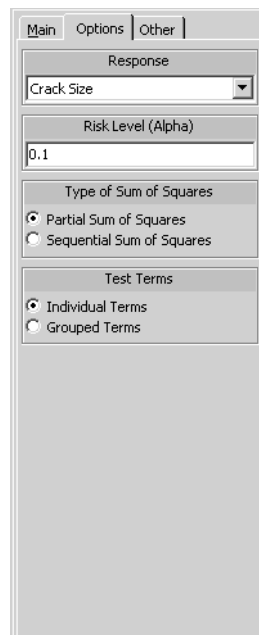 Main Options Other
Response
Crack Size
Risk Level (Alpha)
0.1
Type of Sum of Squares
Partial Sum of Squares
Sequential Sum of Squares
Test Terms
Individual Terms
Grouped Terms